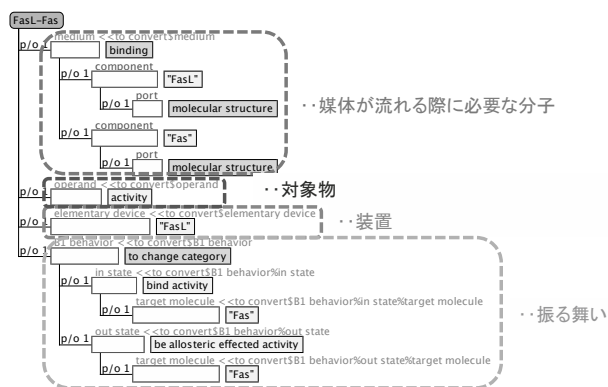 FasL-Fas
medium <<to convert$medium
p/o 1 binding
component
p/o 1 "FasL"
port
p/o 1 molecular structure
‥媒体が流れる際に必要な分子
component
p/o 1 "Fas"
port
p/o 1 molecular structure
operand <<to convert$operand
‥対象物
p/o activity
elementary device <<to convert$elementary device
‥装置
p/o 1 "FasL"
B1 behavior <<to convert$B1 behavior
p/o 1 to change category
in state <<to convert$B1 behavior%in state
p/o 1 bind activity
target molecule <<to convert$B1 behavior%in state%target molecule
p/o 1 "Fas"
‥振る舞い
out state <<to convert$B1 behavior%out state
p/o 1 be allosteric effected activity
target molecule <<to convert$B1 behavior%out state%target molecule
p/o 1 "Fas"